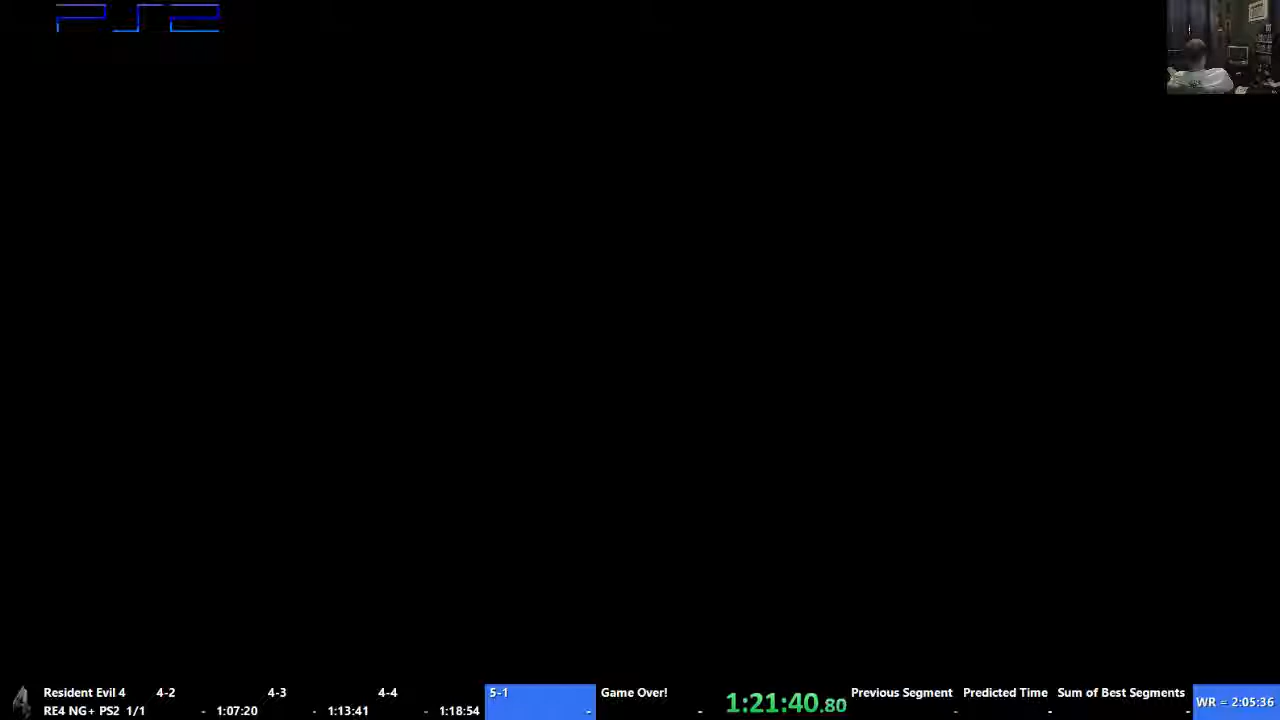 PS2
Resident Evil 4 4-2 4-3 4-4 5-1 Game Over! 1:21:40.80 Previous Segment Predicted Time Sum of Best Segments WR = 2:05:36
RE4 NG+ PS2 1/1 - 1:07:20 - 1:13:41 - 1:18:54 - - - - -